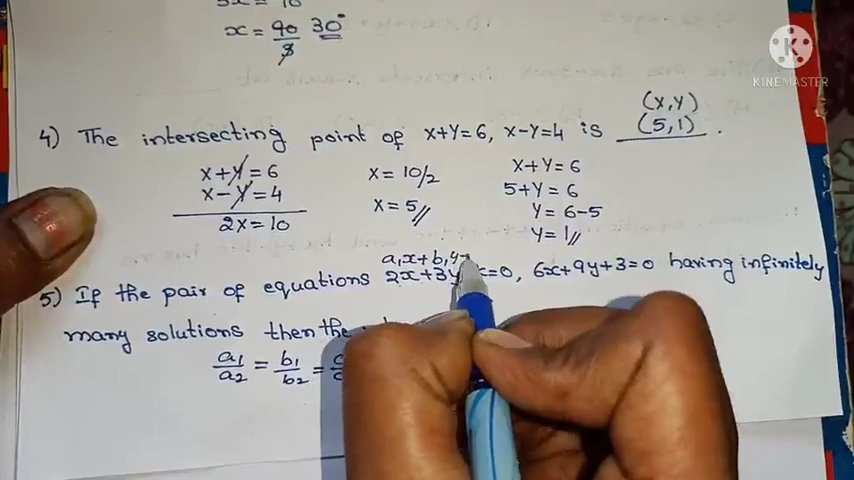 x = 90/3 30°
(x,y)
4) The intersecting point of x+y=6, x-y=4 is (5,1).
x+y=6 x=10/2 x+y=6
x-y=4 5+y=6
2x=10 x=5// y=6-5
y=1//
a₁x+b₁y
5) If the pair of equations 2x+3y =0, 6x+9y+3=0 having infinitely
many solutions then the
a₁/a₂ = b₁/b₂ =
KINEMASTER